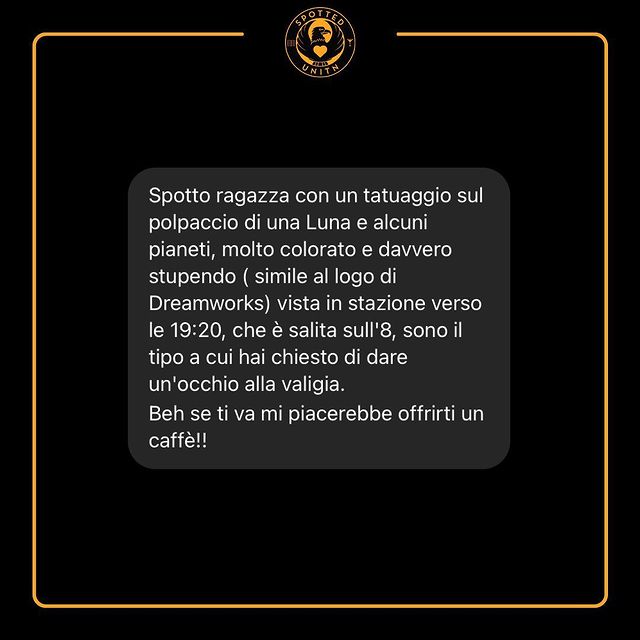 SPOTTED
UNITN
Spotto ragazza con un tatuaggio sul
polpaccio di una Luna e alcuni
pianeti, molto colorato e davvero
stupendo ( simile al logo di
Dreamworks) vista in stazione verso
le 19:20, che è salita sull'8, sono il
tipo a cui hai chiesto di dare
un'occhio alla valigia.
Beh se ti va mi piacerebbe offrirti un
caffè!!